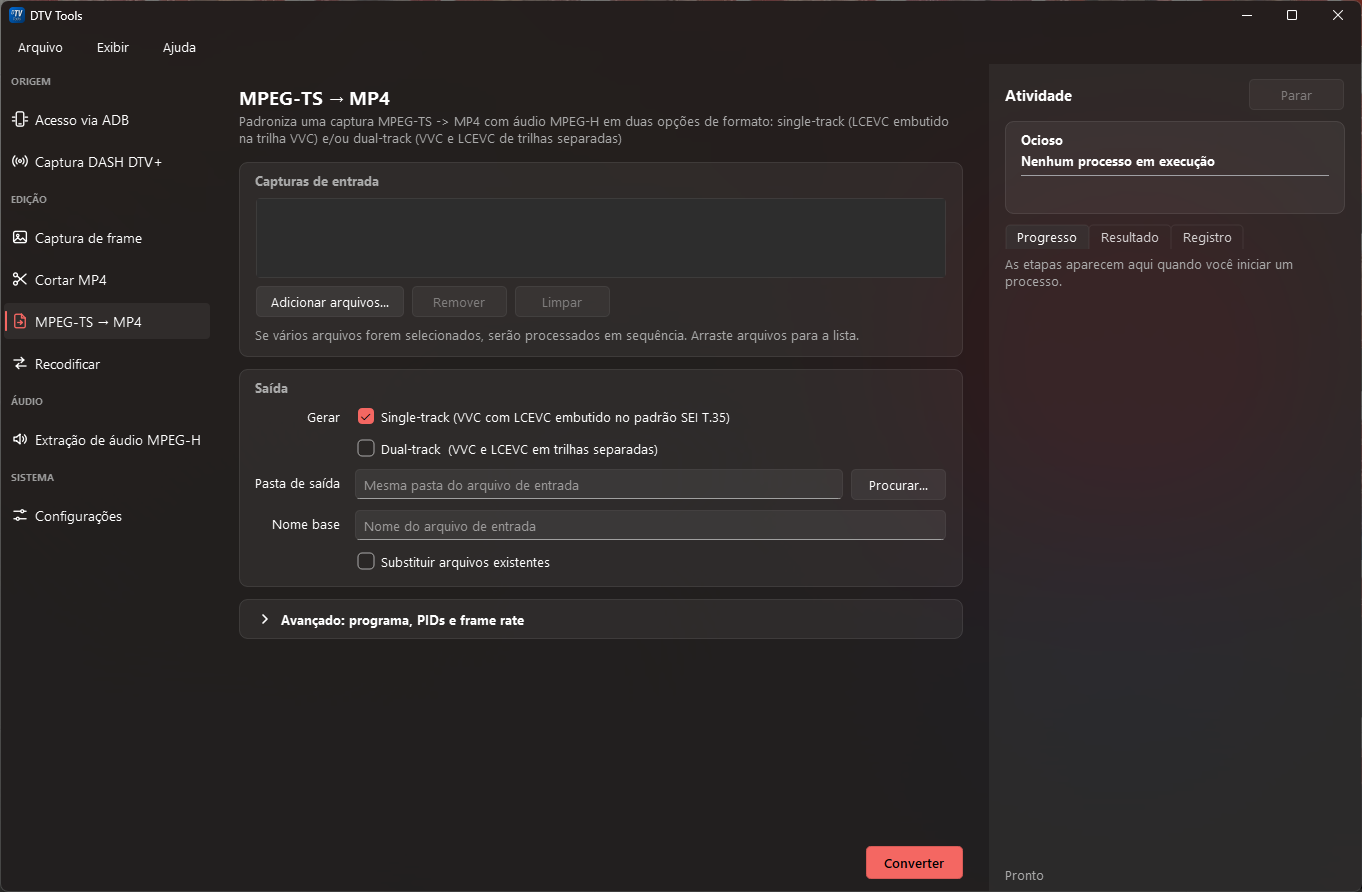 DTV Tools
Arquivo
Exibir
Ajuda
ORIGEM
Acesso via ADB
Captura DASH DTV+
EDIÇÃO
Captura de frame
Cortar MP4
MPEG-TS → MP4
Recodificar
ÁUDIO
Extração de áudio MPEG-H
SISTEMA
Configurações
MPEG-TS → MP4
Padroniza uma captura MPEG-TS -> MP4 com áudio MPEG-H em duas opções de formato: single-track (LCEVC embutido
na trilha VVC) e/ou dual-track (VVC e LCEVC de trilhas separadas)
Capturas de entrada
Adicionar arquivos...
Remover
Limpar
Se vários arquivos forem selecionados, serão processados em sequência. Arraste arquivos para a lista.
Saída
Gerar
Single-track (VVC com LCEVC embutido no padrão SEI T.35)
Dual-track (VVC e LCEVC em trilhas separadas)
Pasta de saída
Mesma pasta do arquivo de entrada
Procurar...
Nome base
Nome do arquivo de entrada
Substituir arquivos existentes
Avançado: programa, PIDs e frame rate
Converter
Atividade
Parar
Ocioso
Nenhum processo em execução
Progresso
Resultado
Registro
As etapas aparecem aqui quando você iniciar um
processo.
Pronto